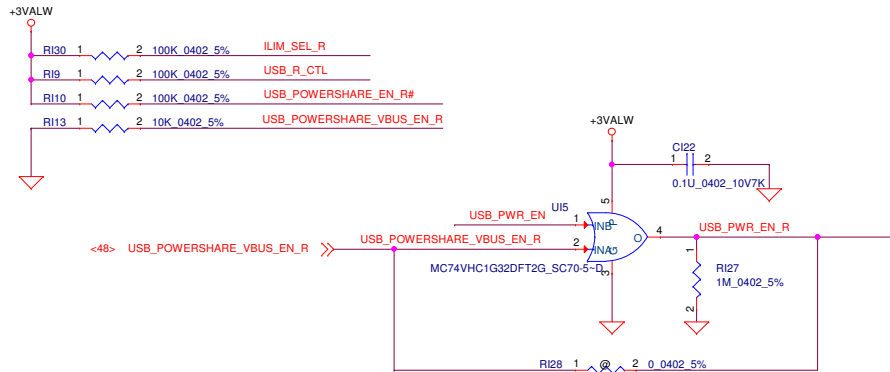 +3VALW
RI30 1 2 100K_0402_5% ILIM_SEL_R
RI9 1 2 100K_0402_5% USB_R_CTL
RI10 1 2 100K_0402_5% USB_POWERSHARE_EN_R#
RI13 1 2 10K_0402_5% USB_POWERSHARE_VBUS_EN_R
+3VALW
CI22
1 2
0.1U_0402_10V7K
UI5 5
USB_PWR_EN 1 INB P
USB_PWR_EN_R
4 O
<48> USB_POWERSHARE_VBUS_EN_R USB_POWERSHARE_VBUS_EN_R 2 INA G
MC74VHC1G32DFT2G_SC70-5~D
3
1
RI27
1M_0402_5%
2
RI28 1 @ 2 0_0402_5%